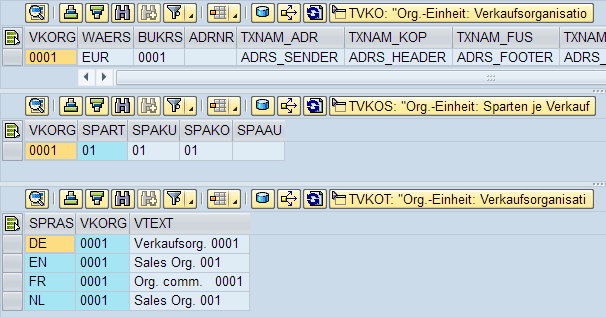 TVKO: "Org.-Einheit: Verkaufsorganisatio
VKORG WAERS BUKRS ADRNR TXNAM_ADR TXNAM_KOP TXNAM_FUS TXNAM_
0001 EUR 0001 ADRS_SENDER ADRS_HEADER ADRS_FOOTER ADRS_
TVKOS: "Org.-Einheit: Sparten je Verkauf
VKORG SPART SPAKU SPAKO SPAAU
0001 01 01 01
TVKOT: "Org.-Einheit: Verkaufsorganisati
SPRAS VKORG VTEXT
DE 0001 Verkaufsorg. 0001
EN 0001 Sales Org. 001
FR 0001 Org. comm. 0001
NL 0001 Sales Org. 001